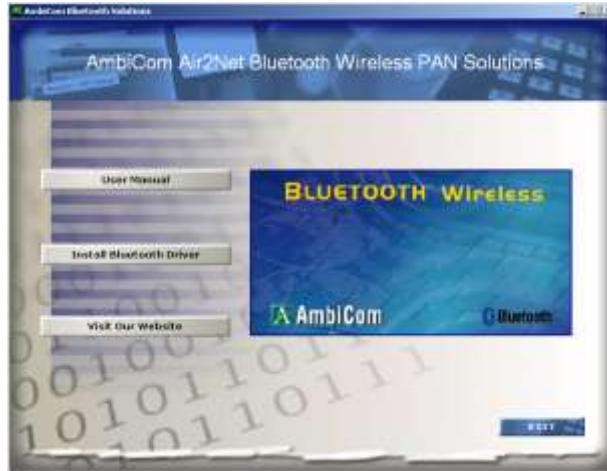 AmbiCom Bluetooth Solutions
AmbiCom Air2Net Bluetooth Wireless PAN Solutions
User Manual
BLUETOOTH Wireless
Install Bluetooth Driver
AmbiCom
Bluetooth
Visit Our Website
EXIT